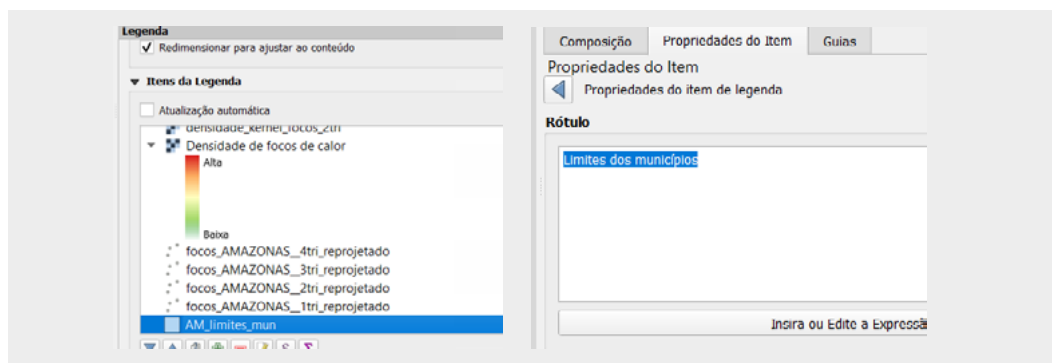 Legenda
Redimensionar para ajustar ao conteúdo
Itens da Legenda
Atualização automática
densidade_kernel_focos_2tri
Densidade de focos de calor
Alta
Baixa
focos_AMAZONAS__4tri_reprojetado
focos_AMAZONAS__3tri_reprojetado
focos_AMAZONAS__2tri_reprojetado
focos_AMAZONAS__1tri_reprojetado
AM_limites_mun
Composição Propriedades do Item Guias
Propriedades do Item
Propriedades do item de legenda
Rótulo
Limites dos municípios
Insira ou Edite a Expressã